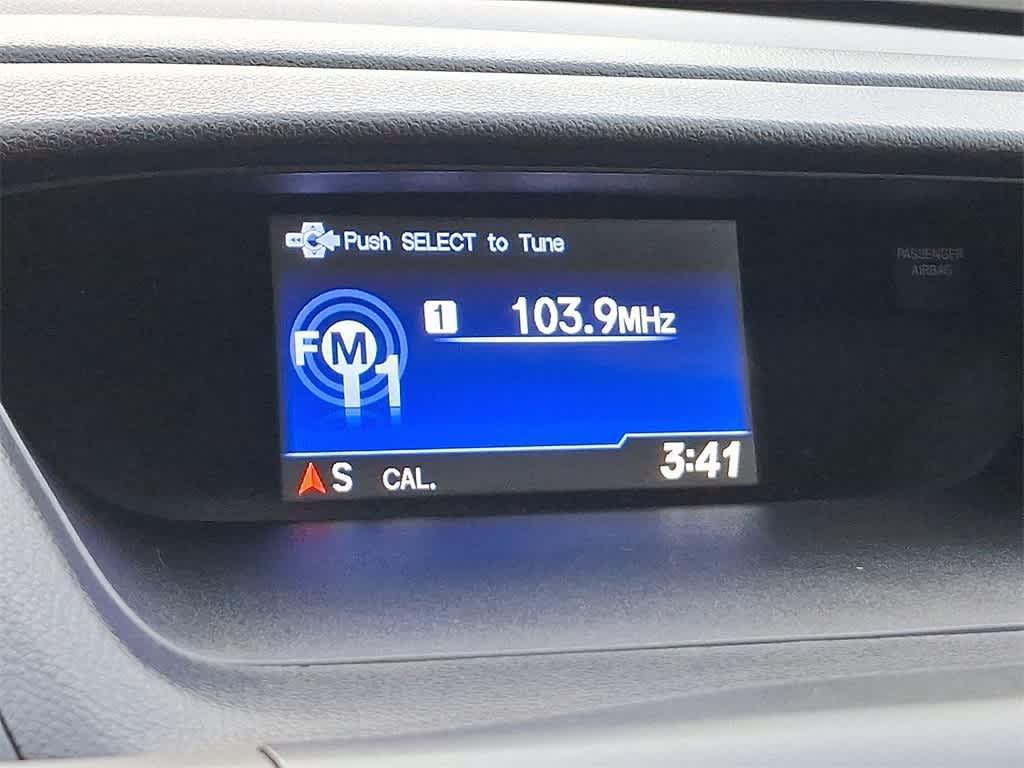 Push SELECT to Tune
PASSENGER
AIRBAG
1 103.9MHz
FM
1
S CAL. 3:41